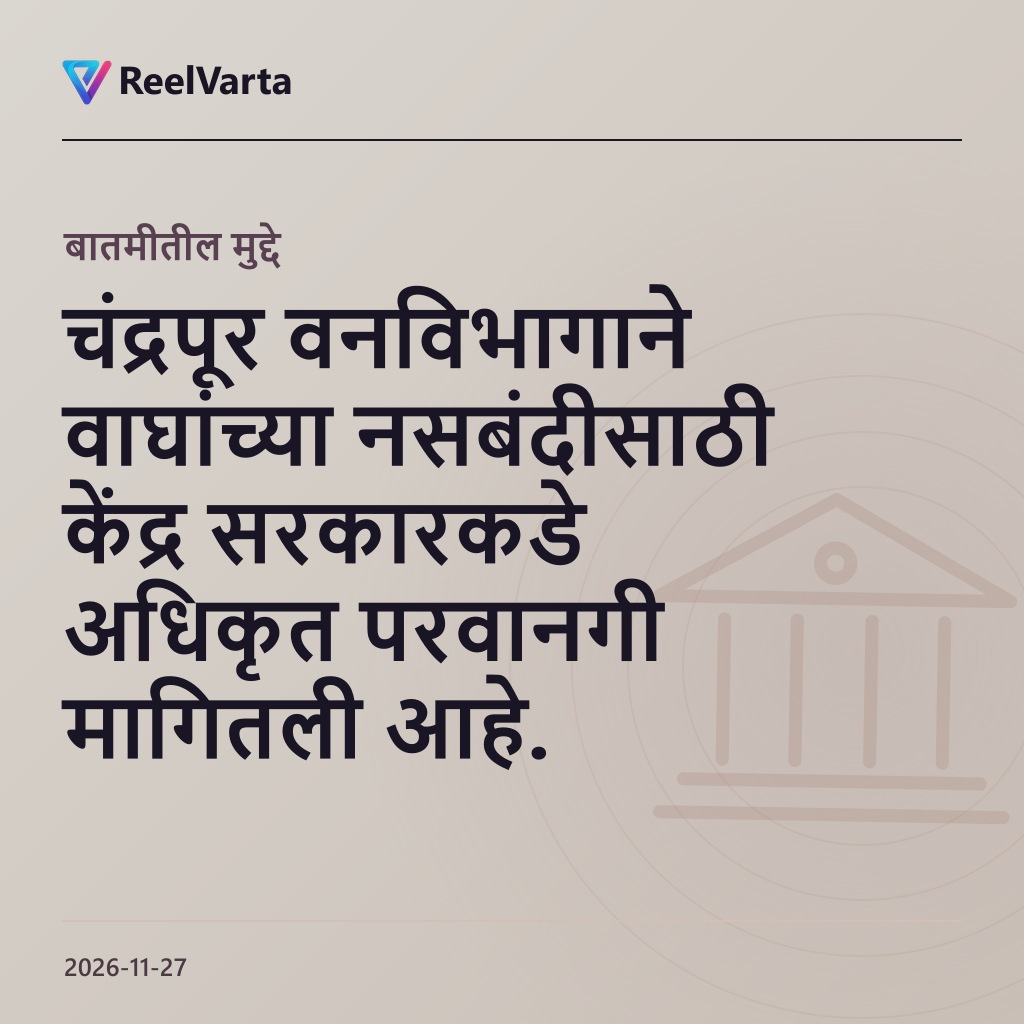 ReelVarta
बातमीतील मुद्दे
चंद्रपूर वनविभागाने
वाघांच्या नसबंदीसाठी
केंद्र सरकारकडे
अधिकृत परवानगी
मागितली आहे.
2026-11-27